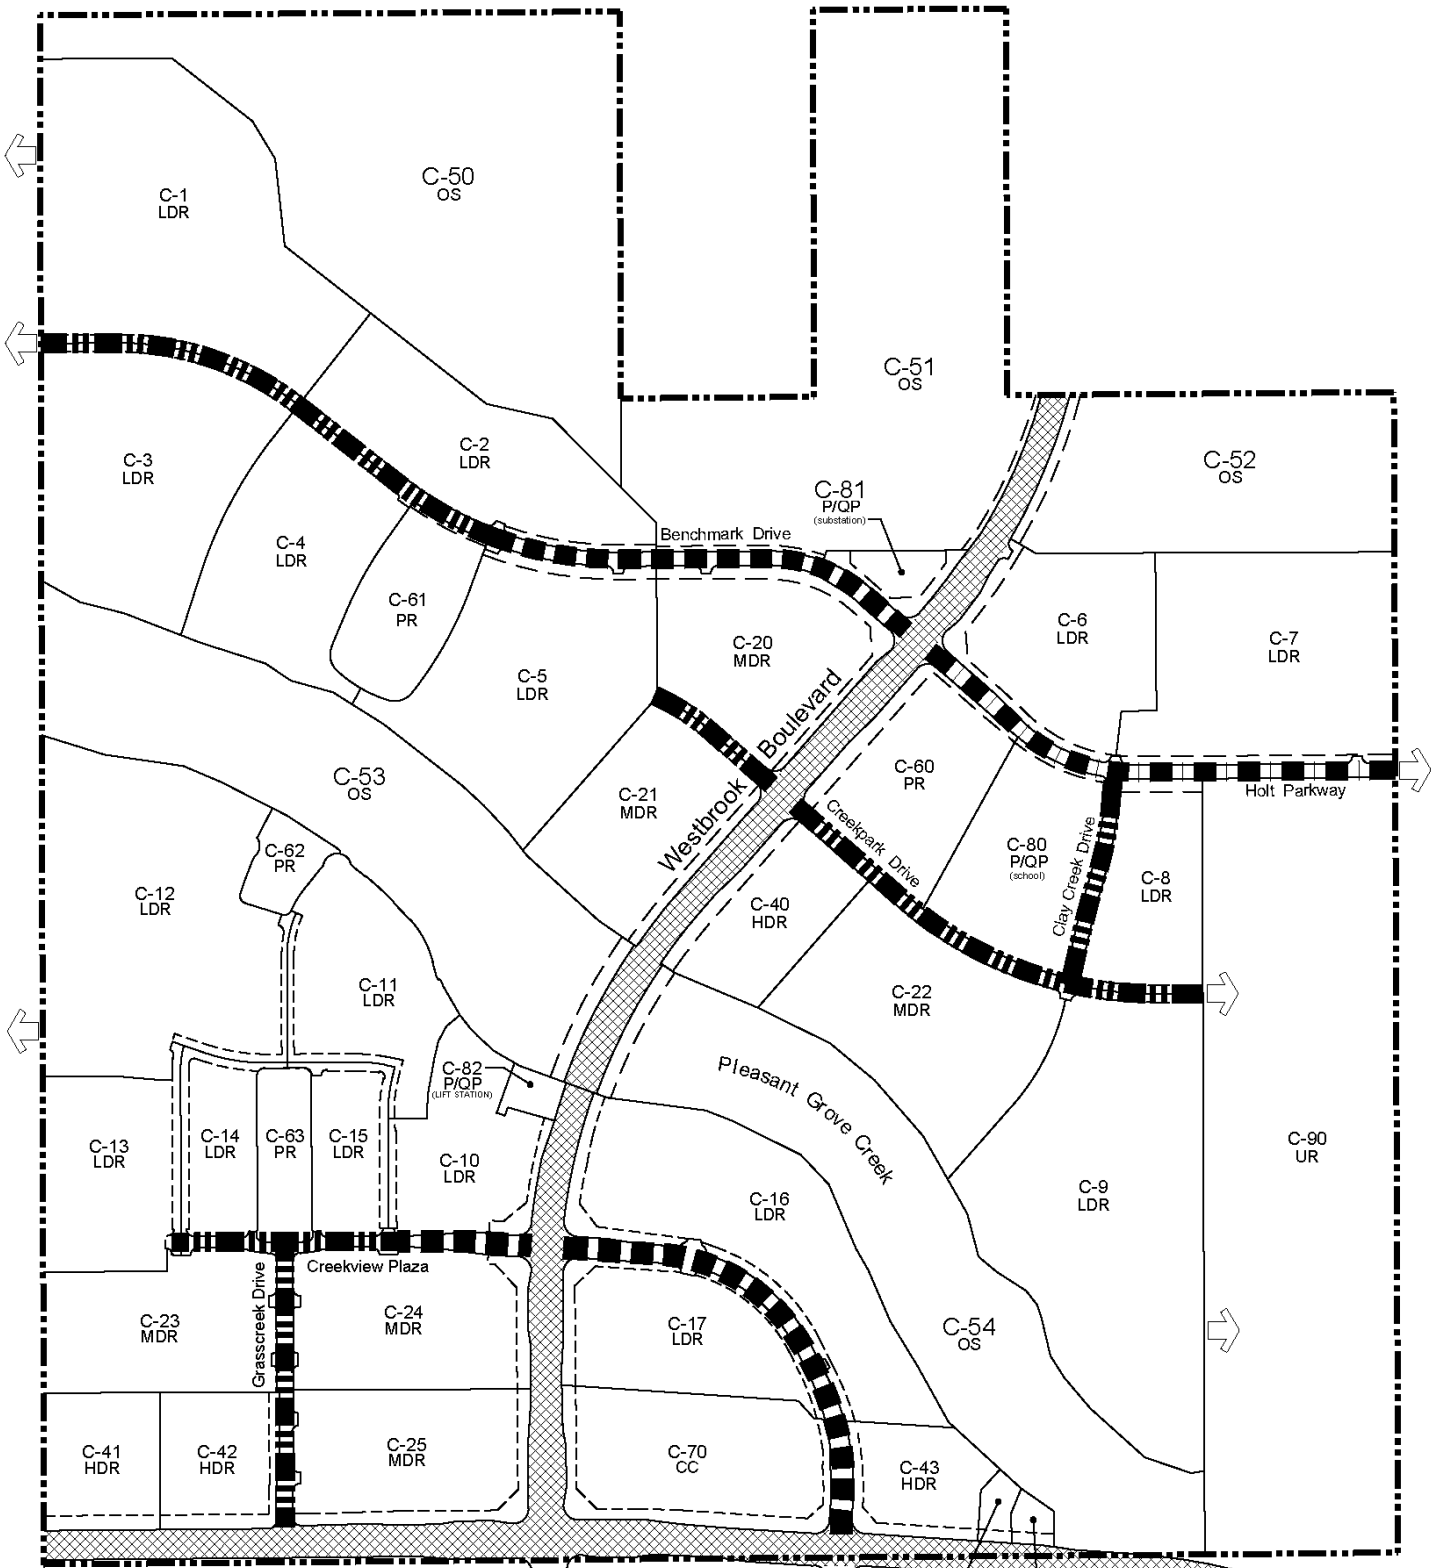 C-1
LDR
C-50
OS
C-51
OS
C-2
LDR
C-3
LDR
C-52
OS
C-81
P/QP
(substation)
C-4
LDR
Benchmark Drive
C-61
PR
C-20
MDR
C-6
LDR
C-7
LDR
C-5
LDR
Westbrook Boulevard
C-53
OS
C-60
PR
C-21
MDR
Holt Parkway
Creekpark Drive
C-62
PR
C-80
P/QP
(school)
Clay Creek Drive
C-8
LDR
C-12
LDR
C-40
HDR
C-11
LDR
C-22
MDR
C-82
P/QP
(LIFT STATION)
Pleasant Grove Creek
C-13
LDR
C-14
LDR
C-63
PR
C-15
LDR
C-10
LDR
C-90
UR
C-16
LDR
C-9
LDR
Creekview Plaza
Grasscreek Drive
C-23
MDR
C-24
MDR
C-17
LDR
C-54
OS
C-41
HDR
C-42
HDR
C-25
MDR
C-70
CC
C-43
HDR